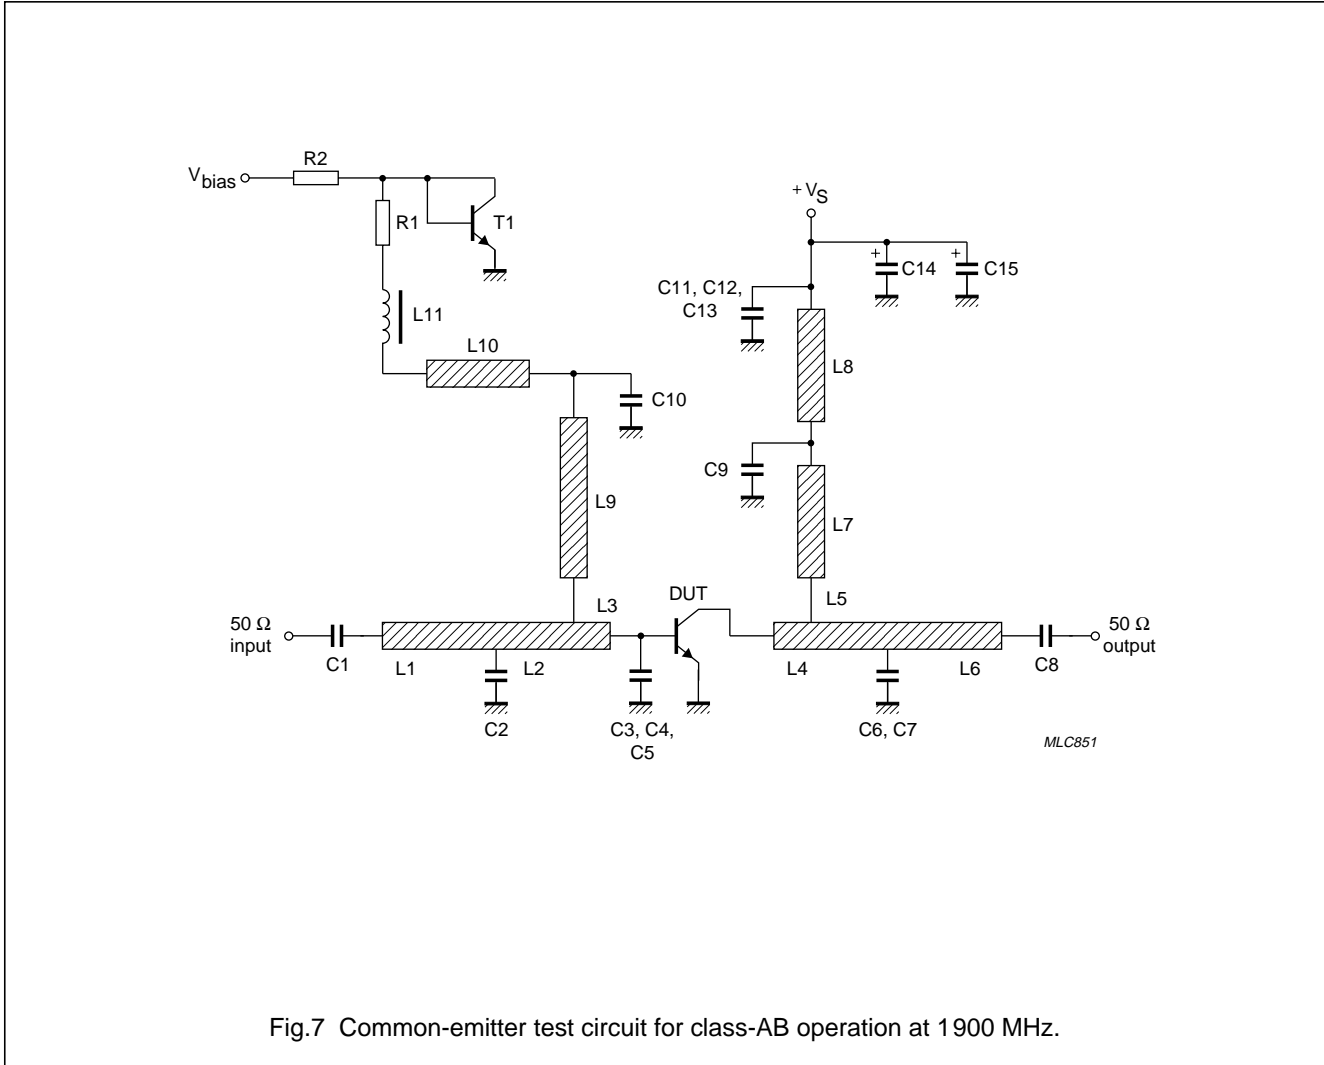 R2
V bias
R1
T1
+ VS
C14
C15
C11, C12,
C13
L11
L10
L8
C10
C9
L9
L7
DUT
L3
L5
50 Ω
input
50 Ω
output
C1
L1
L2
L4
L6
C8
C2
C3, C4,
C5
C6, C7
MLC851
Fig.7 Common-emitter test circuit for class-AB operation at 1900 MHz.